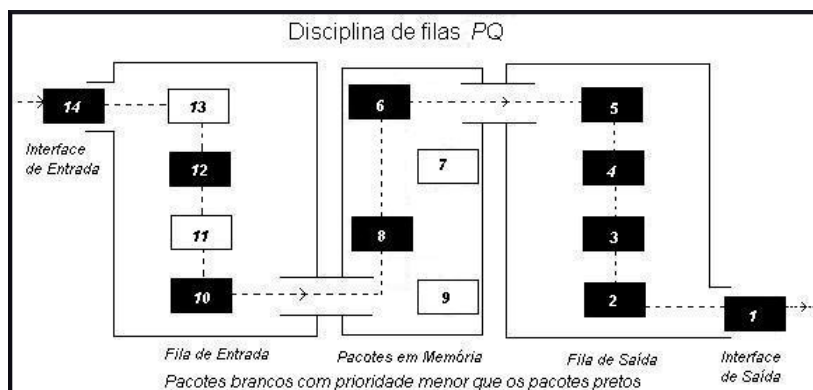 Disciplina de filas PQ
14
13
6
5
Interface
de Entrada
12
7
4
11
8
3
10
9
2
1
Fila de Entrada
Pacotes em Memória
Fila de Saída
Interface
de Saída
Pacotes brancos com prioridade menor que os pacotes pretos